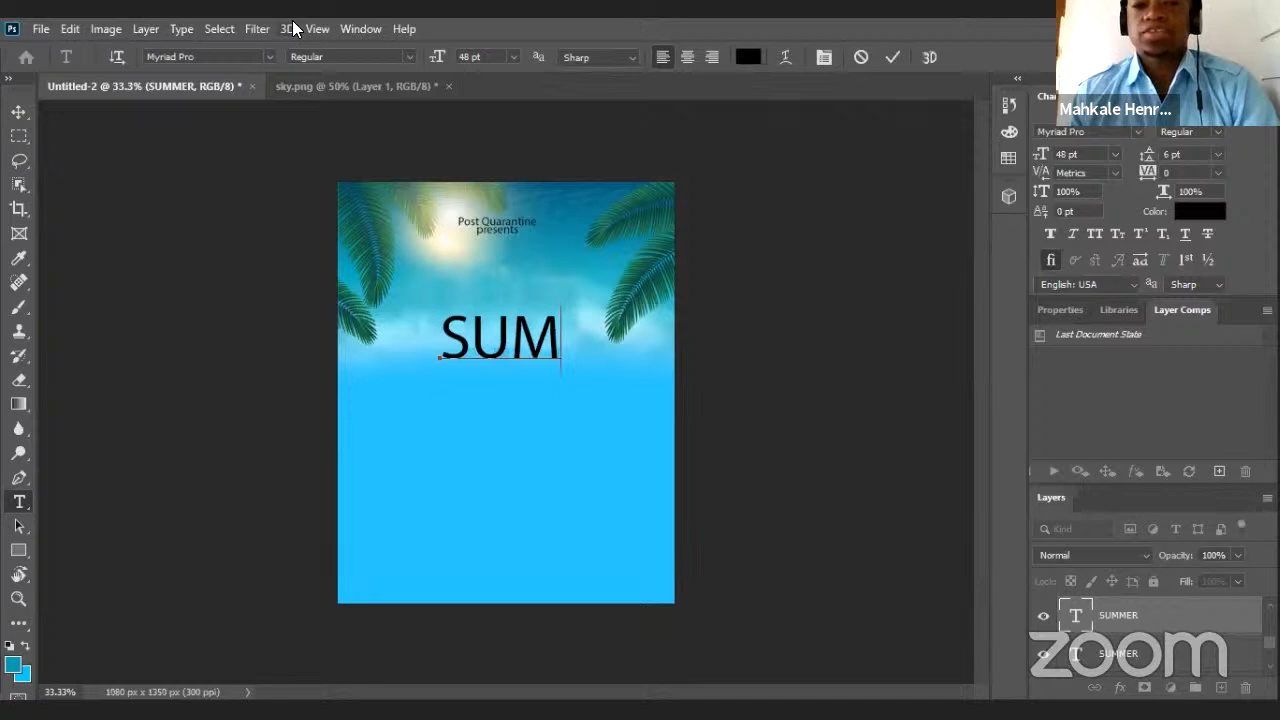 Ps File Edit Image Layer Type Select Filter 3D View Window Help
T Myriad Pro Regular 48 pt Sharp 3D
Untitled-2 @ 33.3% (SUMMER, RGB/8) * × sky.png @ 50% (Layer 1, RGB/8) * ×
Mahkale Henr...
Myriad Pro Regular
48 pt 6 pt
Metrics 0
100% 100%
0 pt Color:
English: USA Sharp
Properties Libraries Layer Comps
Last Document State
Post Quarantine
presents
SUM
Layers
Kind
Normal Opacity: 100%
Fill: 100%
SUMMER
SUMMER
zoom
33.33% 1080 px x 1350 px (300 ppi)